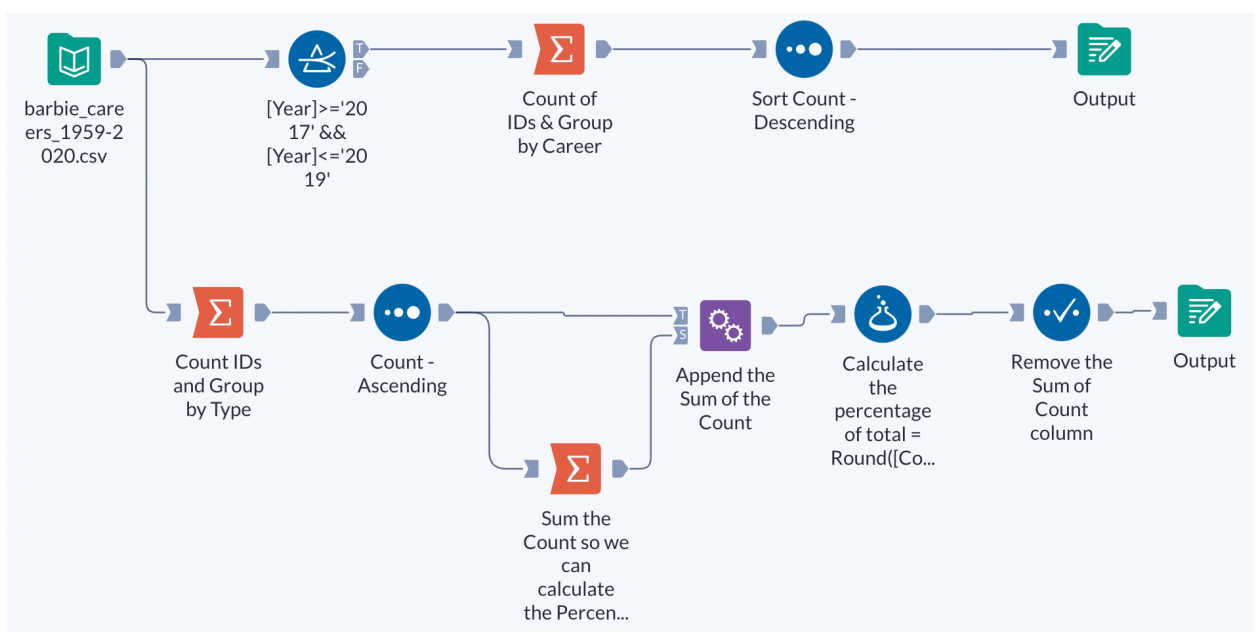 barbie_care
ers_1959-2
020.csv
T
F
[Year]>='20
17' &&
[Year]<='20
19'
Count of
IDs & Group
by Career
Sort Count -
Descending
Output
Count IDs
and Group
by Type
Count -
Ascending
Sum the
Count so we
can
calculate
the Percen...
T
S
Append the
Sum of the
Count
Calculate
the
percentage
of total =
Round([Co...
Remove the
Sum of
Count
column
Output